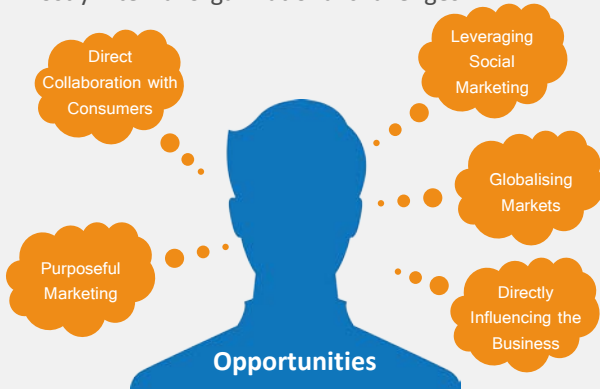 Direct
Collaboration with
Consumers
Leveraging
Social
Marketing
Globalising
Markets
Purposeful
Marketing
Directly
Influencing the
Business
Opportunities